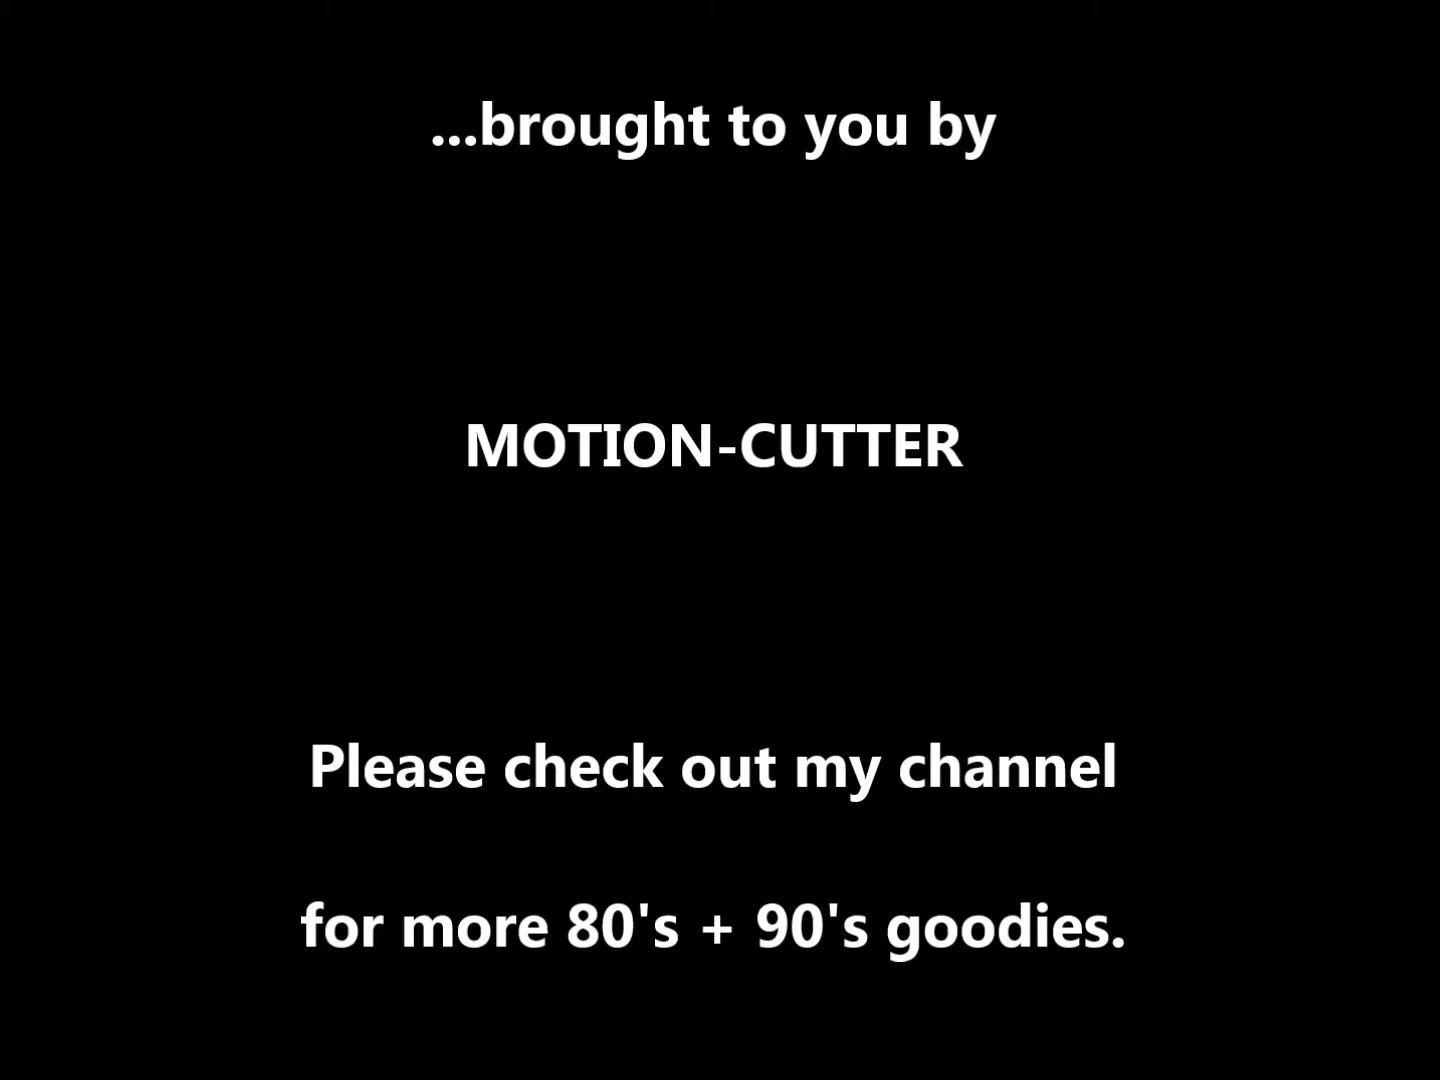 ...brought to you by
MOTION-CUTTER
Please check out my channel
for more 80's + 90's goodies.